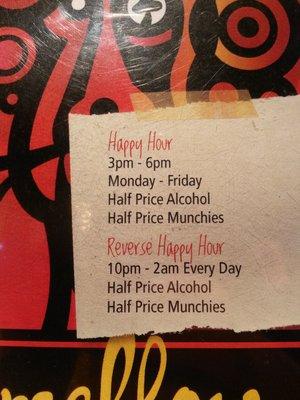 Happy Hour
3pm - 6pm
Monday - Friday
Half Price Alcohol
Half Price Munchies
Reverse Happy Hour
10pm - 2am Every Day
Half Price Alcohol
Half Price Munchies